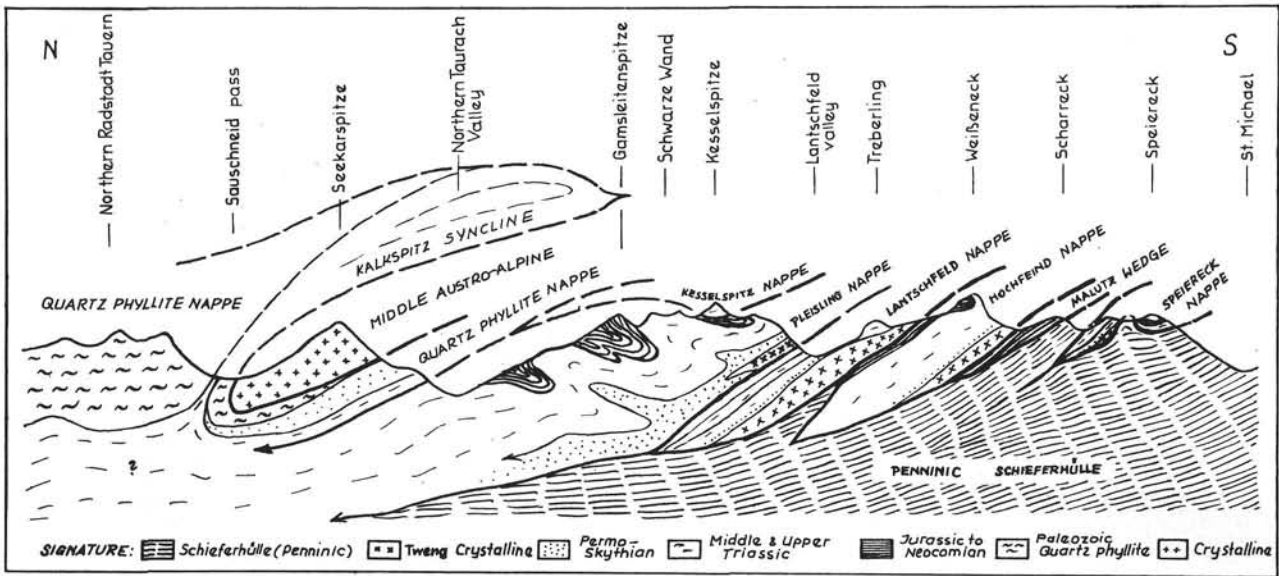 N
S
Northern Radstadt Tauern
Sauschneid pass
Seekarspitze
Northern Taurach
Valley
Gamsleitenspitze
Schwarze Wand
Kesselspitze
Lantschfeld
valley
Treberling
Weißeneck
Scharreck
Speiereck
St. Michael
KALKSPITZ SYNCLINE
MIDDLE AUSTRO-ALPINE
QUARTZ PHYLLITE NAPPE
QUARTZ PHYLLITE NAPPE
KESSELSPITZ NAPPE
PLEISLING NAPPE
LANTSCHFELD NAPPE
HOCHFEIND NAPPE
MALUTZ WEDGE
SPEIERECK
NAPPE
?
PENNINIC SCHIEFERHÜLLE
SIGNATURE: Schieferhülle (Penninic) Tweng Crystalline Permo-
Skythian Middle & Upper
Triassic Jurassic to
Neocomian Paleozoic
Quartz phyllite Crystalline